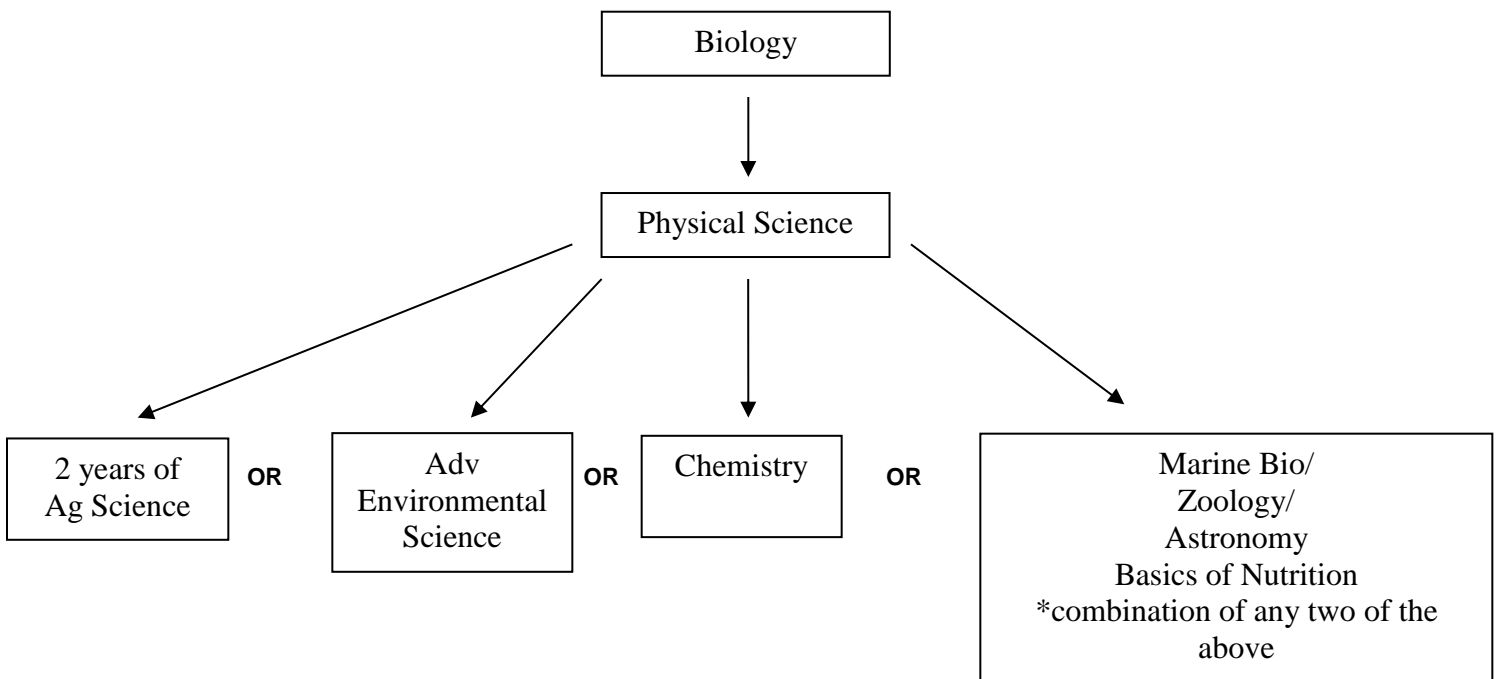 Biology
Physical Science
2 years of
Ag Science
OR
Adv
Environmental
Science
OR
Chemistry
OR
Marine Bio/
Zoology/
Astronomy
Basics of Nutrition
*combination of any two of the
above